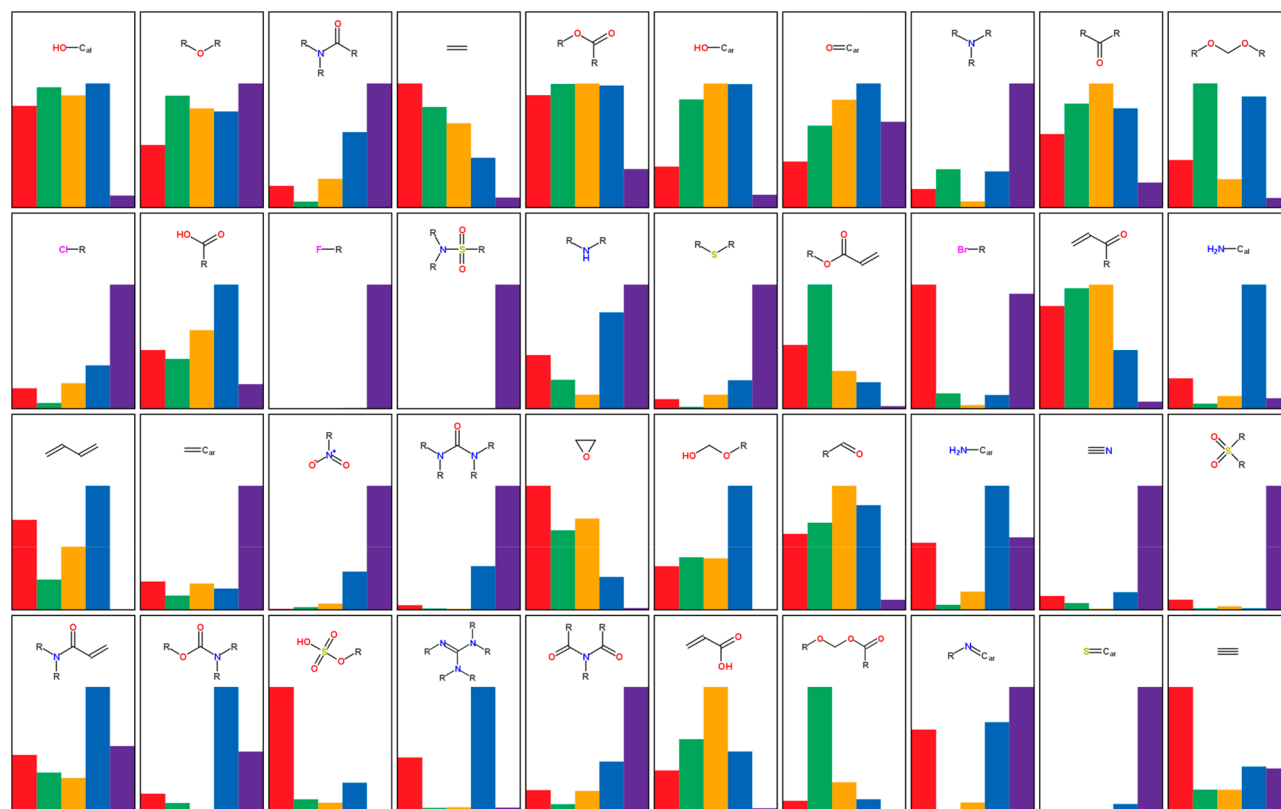 HO Cal
R R
O
O
R N R
R
O O
R
R
HO Car
O Car
R R
N
R
R R
O
O O
R R
Cl R
HO O
R
F R
R O
N S R
R O
R R
N
H
R R
S
O
R O
Br R
O
R
H₂N Cal
Car
R
N⁺
O⁻ O
O
R N N R
R R
O
R
HO O
R O
H₂N Car
N
O R
S
O R
O
R N
R
O R
R O N
R
HO O
S R
O O
R
N R
R N
N R
R
R R
O N O
R
O
OH
O O O
R R
N
R Car
S Car